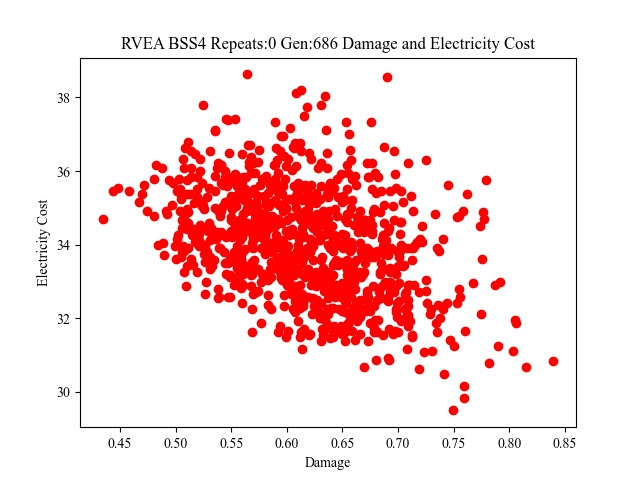 RVEA BSS4 Repeats:0 Gen:686 Damage and Electricity Cost
Electricity Cost
38
36
34
32
30
0.45 0.50 0.55 0.60 0.65 0.70 0.75 0.80 0.85
Damage